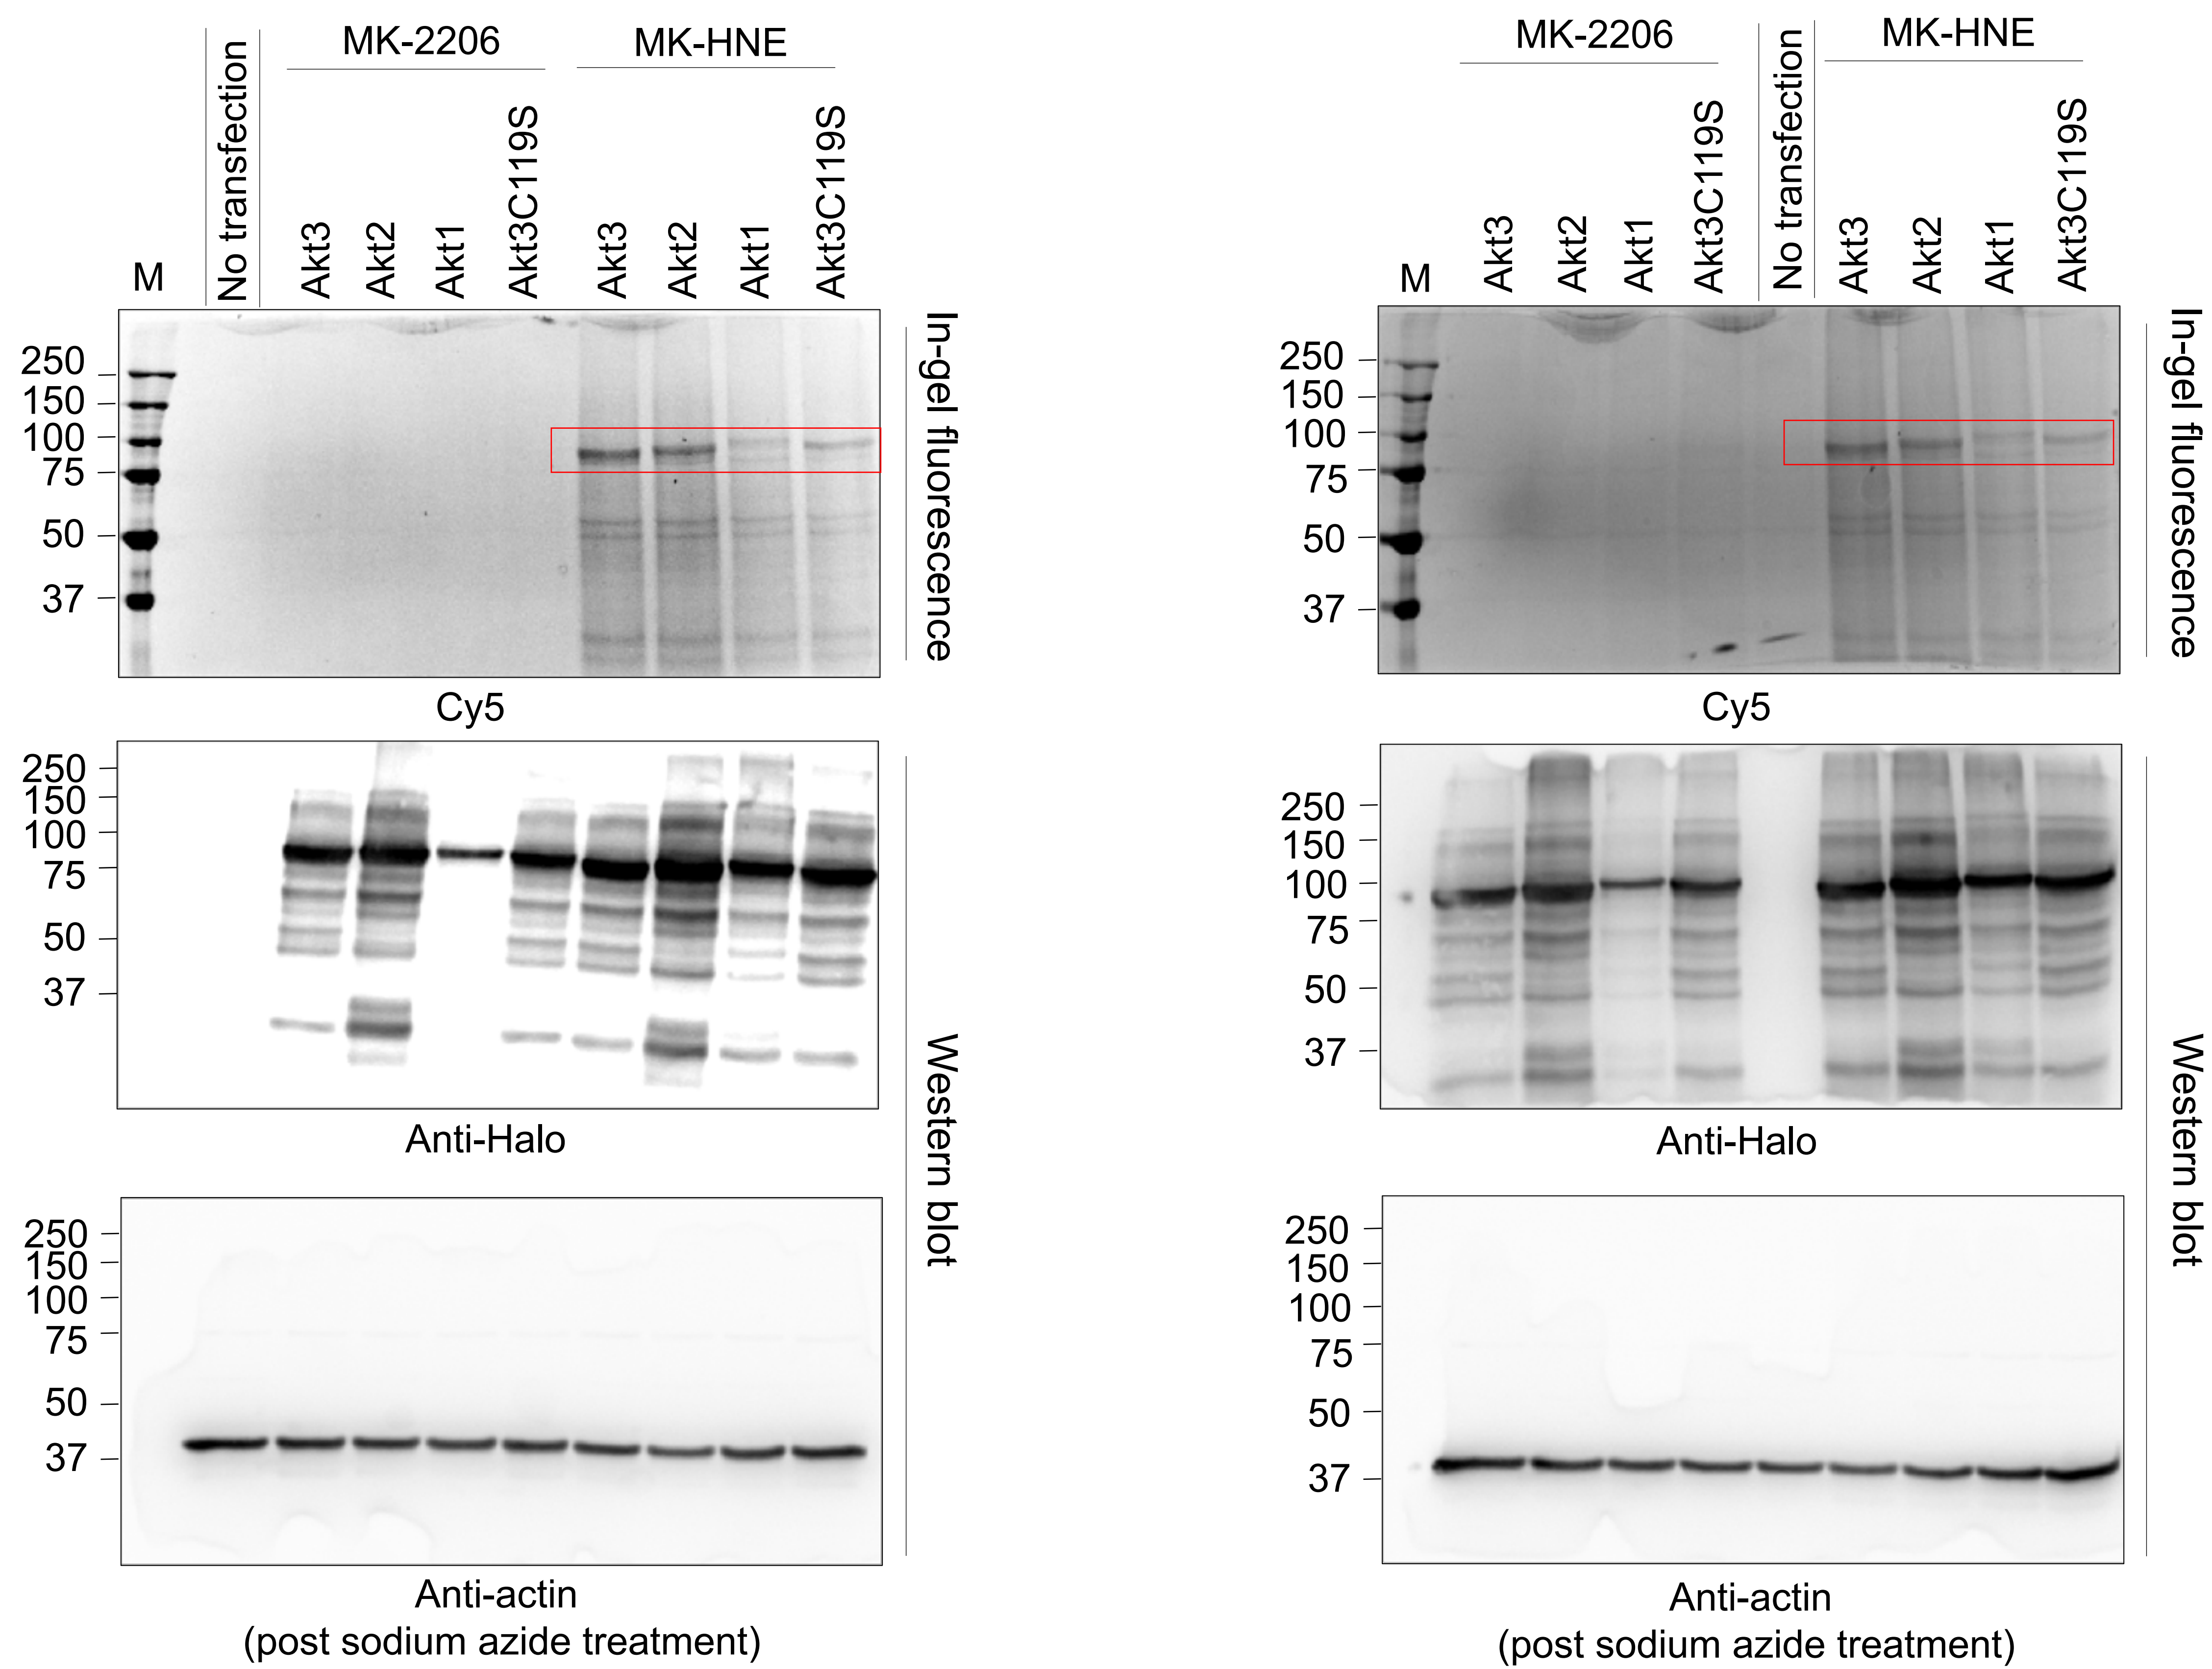 MK-2206
MK-HNE
No transfection
Akt3
Akt2
Akt1
Akt3C119S
Akt3
Akt2
Akt1
Akt3C119S
M
250
150
100
75
50
37
In-gel fluorescence
Cy5
250
150
100
75
50
37
Anti-Halo
Western blot
250
150
100
75
50
37
Anti-actin
(post sodium azide treatment)
MK-2206
MK-HNE
Akt3
Akt2
Akt1
Akt3C119S
No transfection
Akt3
Akt2
Akt1
Akt3C119S
M
250
150
100
75
50
37
In-gel fluorescence
Cy5
250
150
100
75
50
37
Anti-Halo
Western blot
250
150
100
75
50
37
Anti-actin
(post sodium azide treatment)